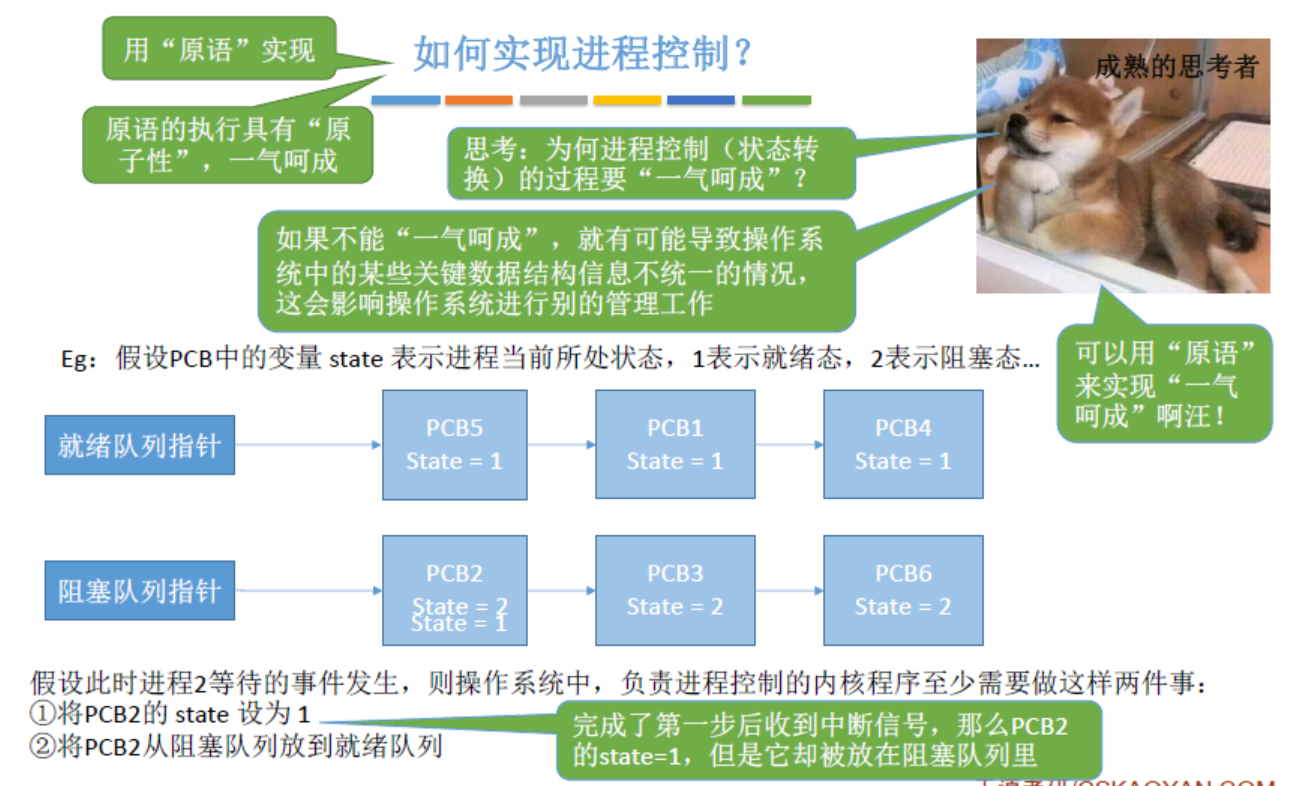 用“原语”实现
如何实现进程控制？
成熟的思考者
原语的执行具有“原
子性”，一气呵成
思考：为何进程控制（状态转
换）的过程要“一气呵成”？
如果不能“一气呵成”，就有可能导致操作系
统中的某些关键数据结构信息不统一的情况，
这会影响操作系统进行别的管理工作
可以用“原语”
来实现“一气
呵成”啊汪！
Eg：假设PCB中的变量 state 表示进程当前所处状态，1表示就绪态，2表示阻塞态...
就绪队列指针
PCB5
State = 1
PCB1
State = 1
PCB4
State = 1
阻塞队列指针
PCB2
State = 2
State = 1
PCB3
State = 2
PCB6
State = 2
假设此时进程2等待的事件发生，则操作系统中，负责进程控制的内核程序至少需要做这样两件事：
①将PCB2的 state 设为 1
②将PCB2从阻塞队列放到就绪队列
完成了第一步后收到中断信号，那么PCB2
的state=1，但是它却被放在阻塞队列里